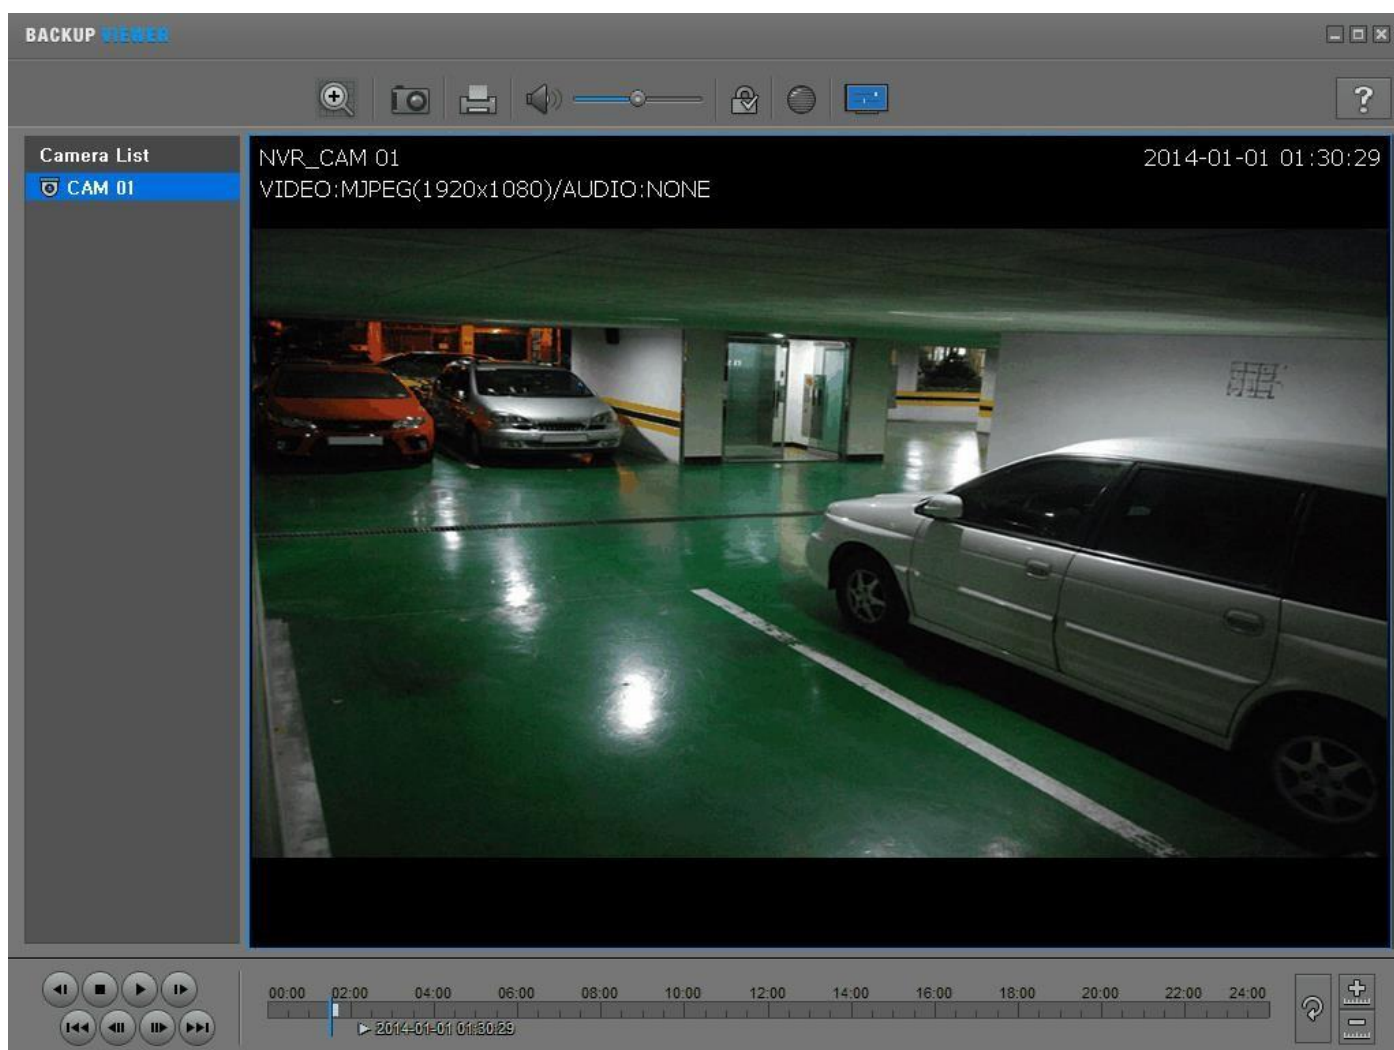 BACKUP VIEWER
?
Camera List
CAM 01
NVR_CAM 01
2014-01-01 01:30:29
VIDEO:MJPEG(1920x1080)/AUDIO:NONE
00:00 02:00 04:00 06:00 08:00 10:00 12:00 14:00 16:00 18:00 20:00 22:00 24:00
2014-01-01 01:30:29